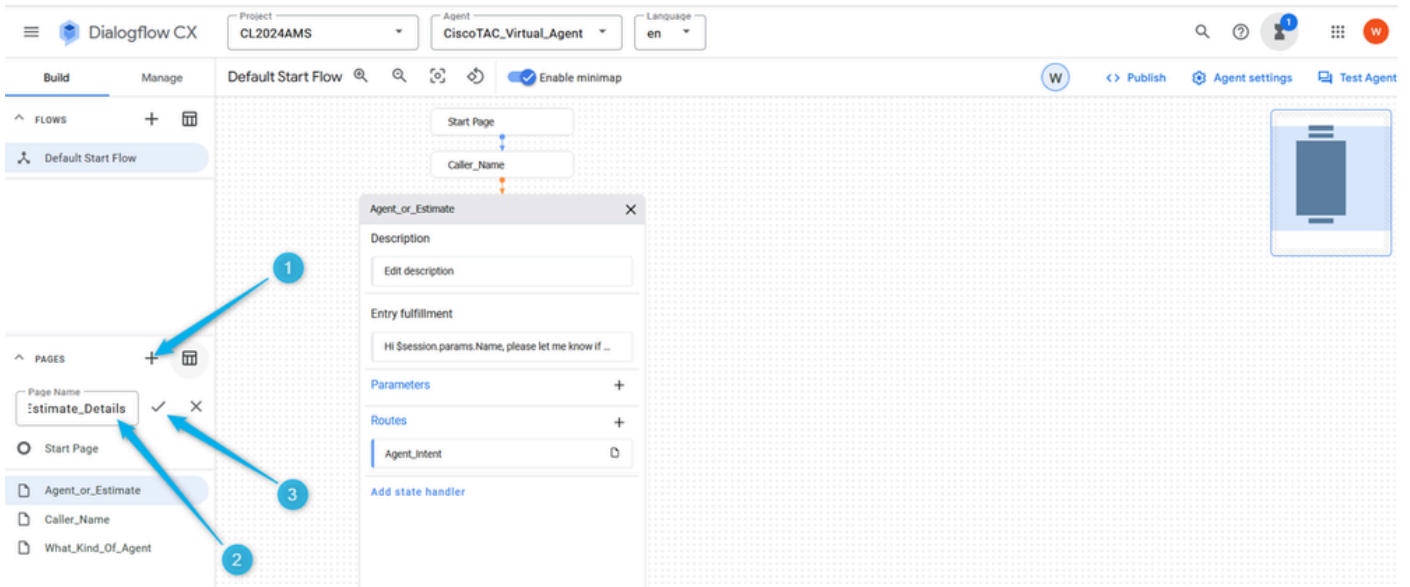 Dialogflow CX
Project
CL2024AMS
Agent
CiscoTAC_Virtual_Agent
Language
en
1
W
Build
Manage
Default Start Flow
Enable minimap
W
<> Publish
Agent settings
Test Agent
FLOWS
Default Start Flow
Start Page
Caller_Name
Agent_or_Estimate
Description
Edit description
Entry fulfillment
Hi $session.params.Name, please let me know if ...
Parameters
Routes
Agent_Intent
Add state handler
1
PAGES
Page Name
Estimate_Details
Start Page
Agent_or_Estimate
Caller_Name
What_Kind_Of_Agent
3
2